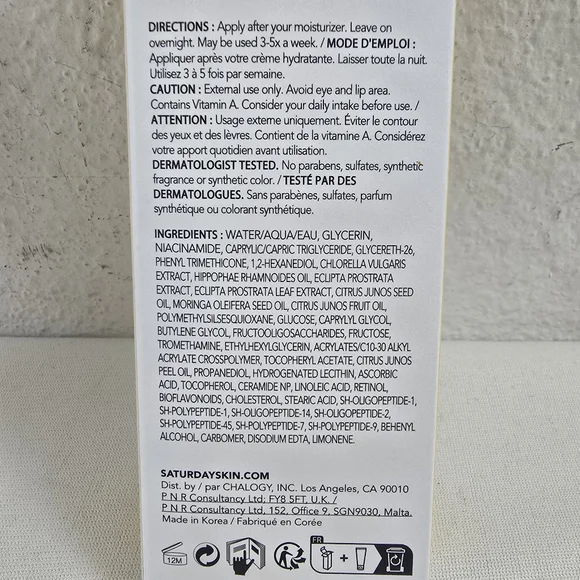 DIRECTIONS : Apply after your moisturizer. Leave on
overnight. May be used 3-5x a week. / MODE D'EMPLOI :
Appliquer après votre crème hydratante. Laisser toute la nuit.
Utilisez 3 à 5 fois par semaine.
CAUTION : External use only. Avoid eye and lip area.
Contains Vitamin A. Consider your daily intake before use. /
ATTENTION : Usage externe uniquement. Éviter le contour
des yeux et des lèvres. Contient de la vitamine A. Considérez
votre apport quotidien avant utilisation.
DERMATOLOGIST TESTED. No parabens, sulfates, synthetic
fragrance or synthetic color. / TESTÉ PAR DES
DERMATOLOGUES. Sans parabènes, sulfates, parfum
synthétique ou colorant synthétique.
INGREDIENTS : WATER/AQUA/EAU, GLYCERIN,
NIACINAMIDE, CAPRYLIC/CAPRIC TRIGLYCERIDE, GLYCERETH-26,
PHENYL TRIMETHICONE, 1,2-HEXANEDIOL, CHLORELLA VULGARIS
EXTRACT, HIPPOPHAE RHAMNOIDES OIL, ECLIPTA PROSTRATA
EXTRACT, ECLIPTA PROSTRATA LEAF EXTRACT, CITRUS JUNOS SEED
OIL, MORINGA OLEIFERA SEED OIL, CITRUS JUNOS FRUIT OIL,
POLYMETHYLSILSESQUIOXANE, GLUCOSE, CAPRYLYL GLYCOL,
BUTYLENE GLYCOL, FRUCTOOLIGOSACCHARIDES, FRUCTOSE,
TROMETHAMINE, ETHYLHEXYLGLYCERIN, ACRYLATES/C10-30 ALKYL
ACRYLATE CROSSPOLYMER, TOCOPHERYL ACETATE, CITRUS JUNOS
PEEL OIL, PROPANEDIOL, HYDROGENATED LECITHIN, ASCORBIC
ACID, TOCOPHEROL, CERAMIDE NP, LINOLEIC ACID, RETINOL,
BIOFLAVONOIDS, CHOLESTEROL, STEARIC ACID, SH-OLIGOPEPTIDE-1,
SH-POLYPEPTIDE-1, SH-OLIGOPEPTIDE-14, SH-OLIGOPEPTIDE-2,
SH-POLYPEPTIDE-45, SH-POLYPEPTIDE-7, SH-POLYPEPTIDE-9, BEHENYL
ALCOHOL, CARBOMER, DISODIUM EDTA, LIMONENE.
SATURDAYSKIN.COM
Dist. by / par CHALOGY, INC. Los Angeles, CA 90010
P N R Consultancy Ltd; FY8 5FT, U.K. /
P N R Consultancy Ltd, 152, Office 9, SGN9030, Malta.
Made in Korea / Fabriqué en Corée
12M
FR
+